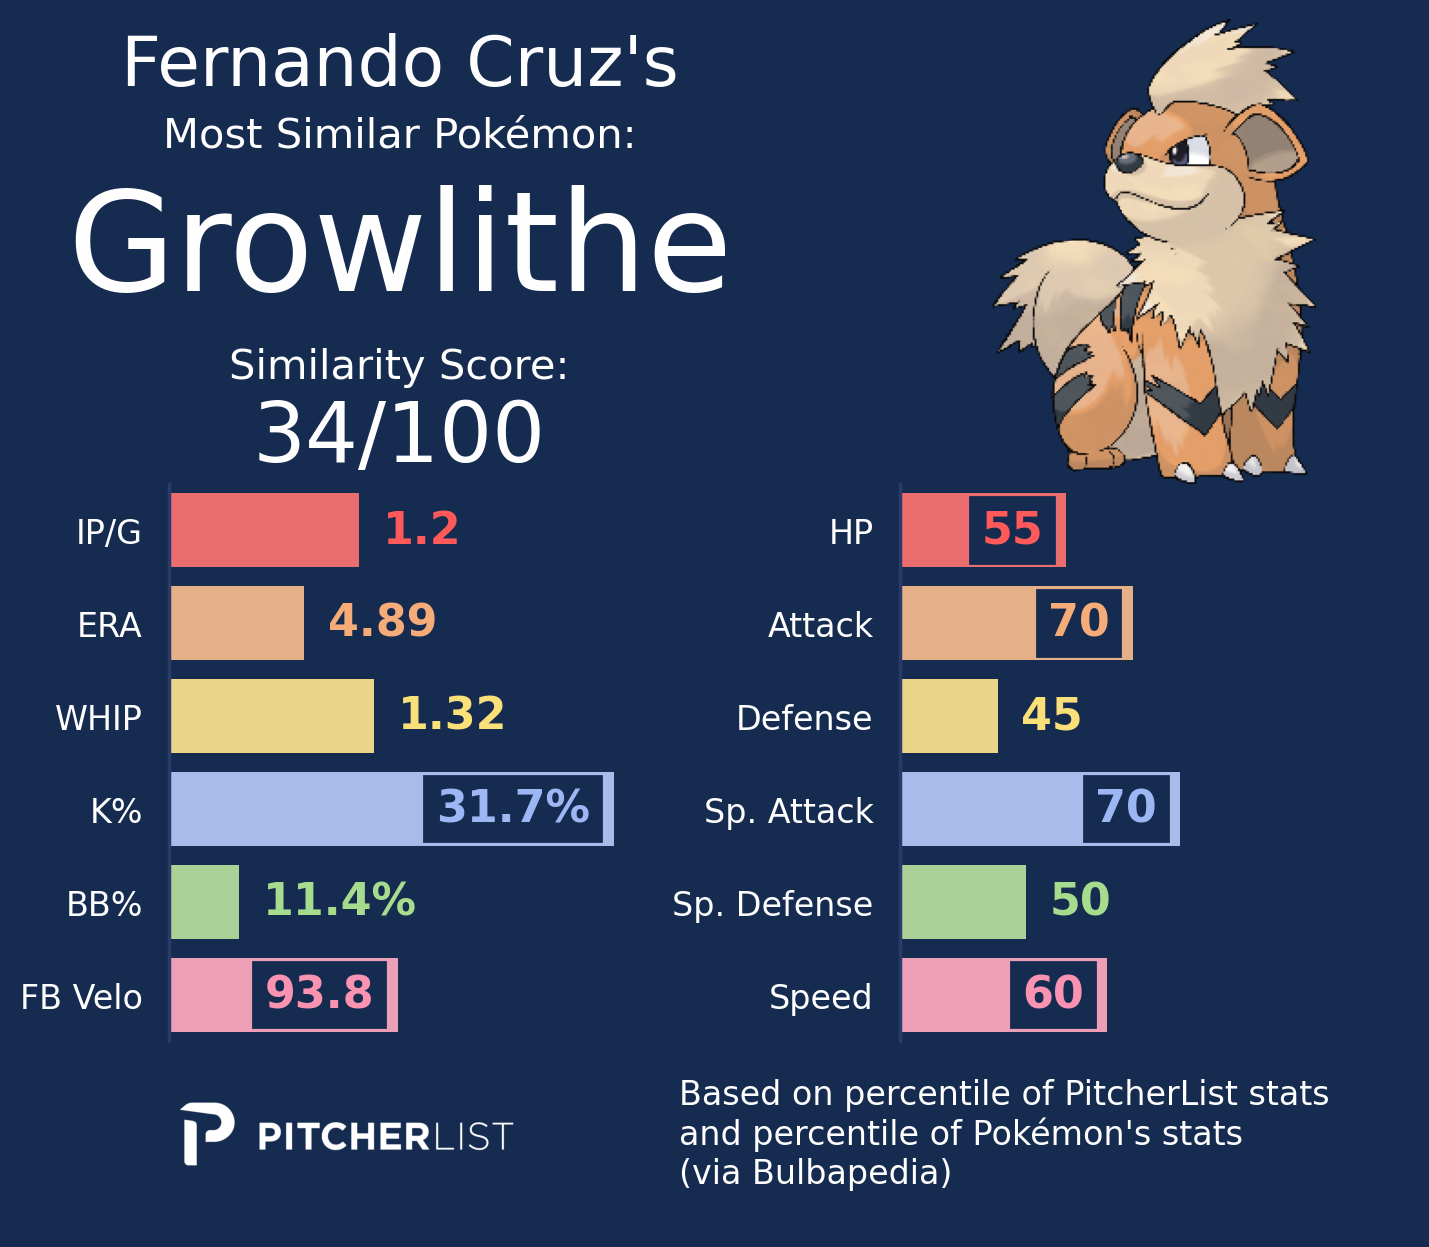 Fernando Cruz's
Most Similar Pokémon:
Growlithe
Similarity Score:
34/100
IP/G 1.2
ERA 4.89
WHIP 1.32
K% 31.7%
BB% 11.4%
FB Velo 93.8
HP 55
Attack 70
Defense 45
Sp. Attack 70
Sp. Defense 50
Speed 60
PITCHERLIST
Based on percentile of PitcherList stats
and percentile of Pokémon's stats
(via Bulbapedia)